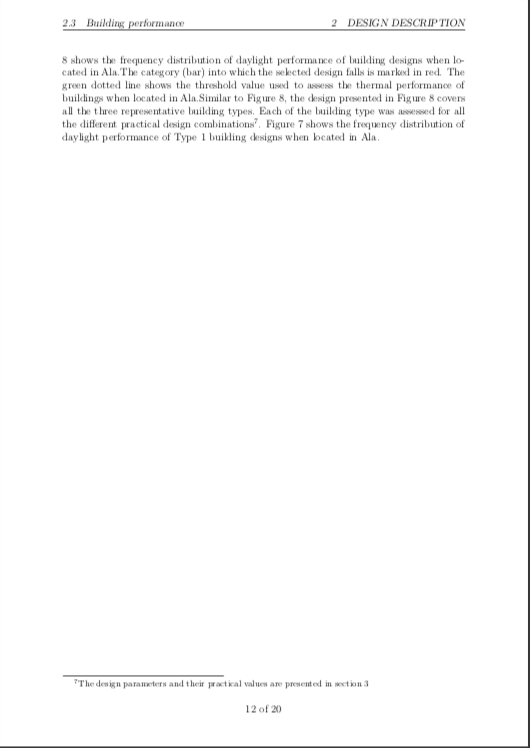 2.3 Building performance 2 DESIGN DESCRIPTION
8 shows the frequency distribution of daylight performance of building designs when lo-
cated in Ala.The category (bar) into which the selected design falls is marked in red. The
green dotted line shows the threshold value used to assess the thermal performance of
buildings when located in Ala.Similar to Figure 8, the design presented in Figure 8 covers
all the three representative building types. Each of the building type was assessed for all
the different practical design combinations7. Figure 7 shows the frequency distribution of
daylight performance of Type 1 building designs when located in Ala.
7The design parameters and their practical values are presented in section 3
12 of 20